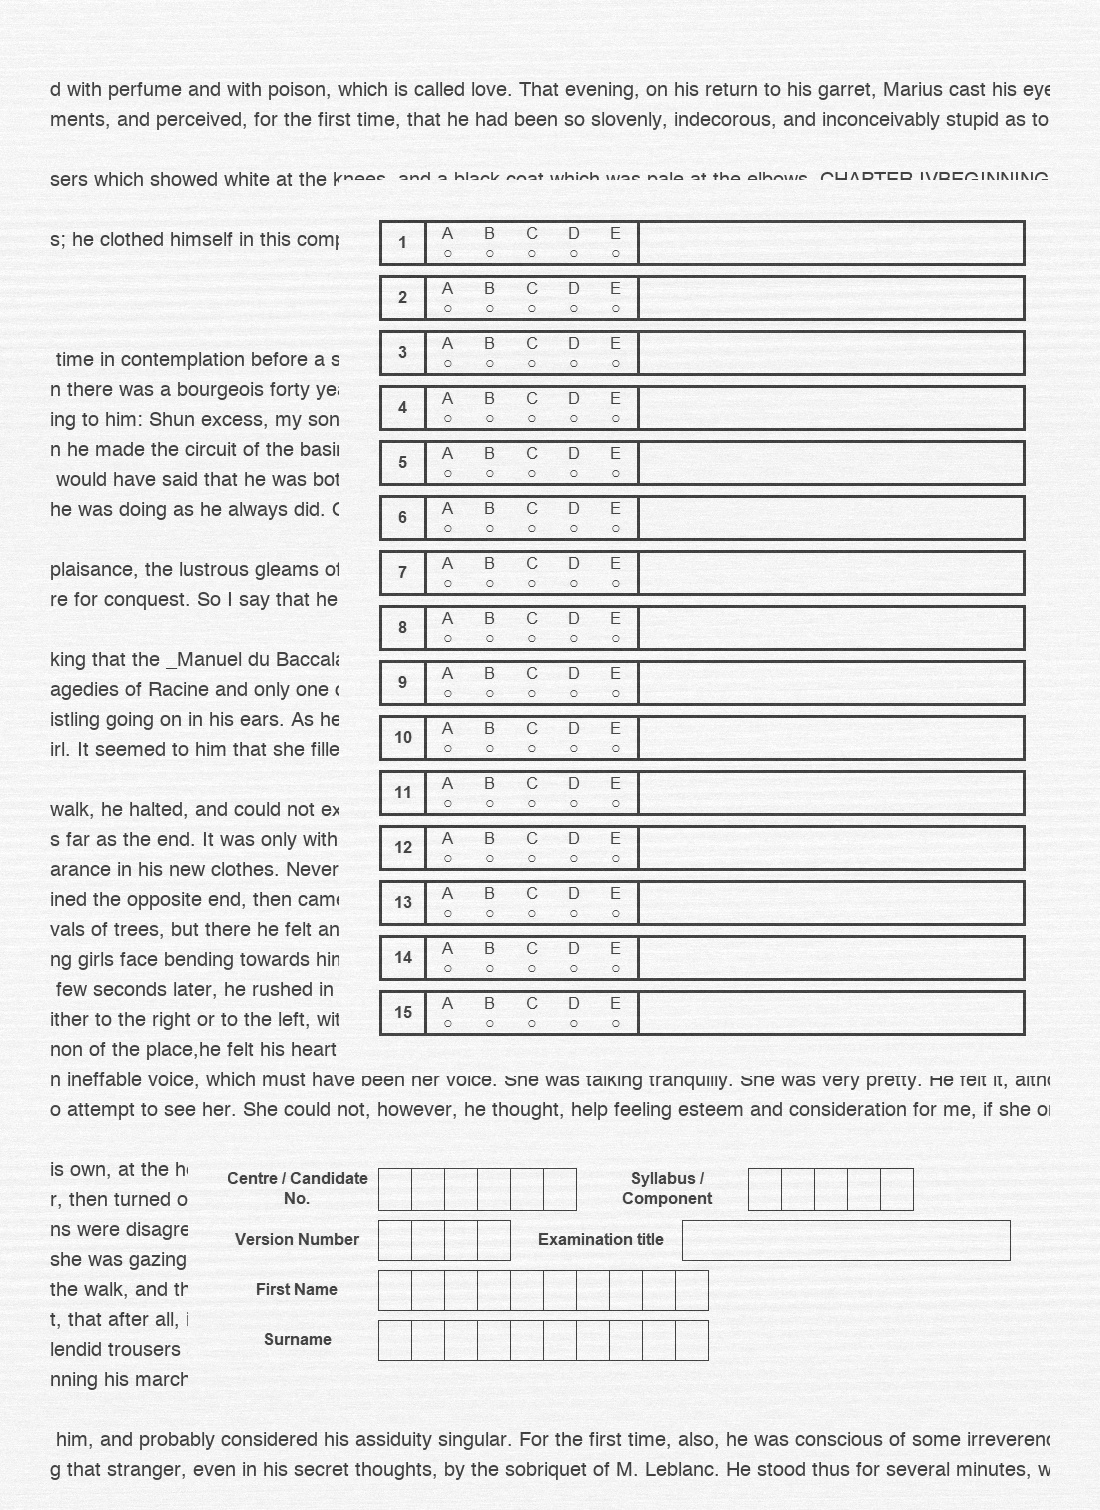 d with perfume and with poison, which is called love. That evening, on his return to his garret, Marius cast his eye
ments, and perceived, for the first time, that he had been so slovenly, indecorous, and inconceivably stupid as to
sers which showed white at the knees, and a black coat which was pale at the elbows. CHAPTER IVBEGINNING
s; he clothed himself in this comp
1 A B C D E
2 A B C D E
3 A B C D E
4 A B C D E
5 A B C D E
6 A B C D E
7 A B C D E
8 A B C D E
9 A B C D E
10 A B C D E
11 A B C D E
12 A B C D E
13 A B C D E
14 A B C D E
15 A B C D E
time in contemplation before a s
n there was a bourgeois forty yea
ing to him: Shun excess, my son
n he made the circuit of the basin
would have said that he was bot
he was doing as he always did.
plaisance, the lustrous gleams of
re for conquest. So I say that he
king that the _Manuel du Baccala
agedies of Racine and only one
istling going on in his ears. As he
irl. It seemed to him that she fille
walk, he halted, and could not ex
s far as the end. It was only with
arance in his new clothes. Never
ined the opposite end, then came
vals of trees, but there he felt an
ng girls face bending towards him
few seconds later, he rushed in
ither to the right or to the left, wit
non of the place,he felt his heart
n ineffable voice, which must have been her voice. She was talking tranquilly. She was very pretty. He felt it, altho
o attempt to see her. She could not, however, he thought, help feeling esteem and consideration for me, if she
is own, at the
r, then turned o
ns were disagre
she was gazing
the walk, and th
t, that after all,
lendid trousers
nning his march
Centre / Candidate No.
Syllabus / Component
Version Number
Examination title
First Name
Surname
him, and probably considered his assiduity singular. For the first time, also, he was conscious of some irreverenc
g that stranger, even in his secret thoughts, by the sobriquet of M. Leblanc. He stood thus for several minutes, w